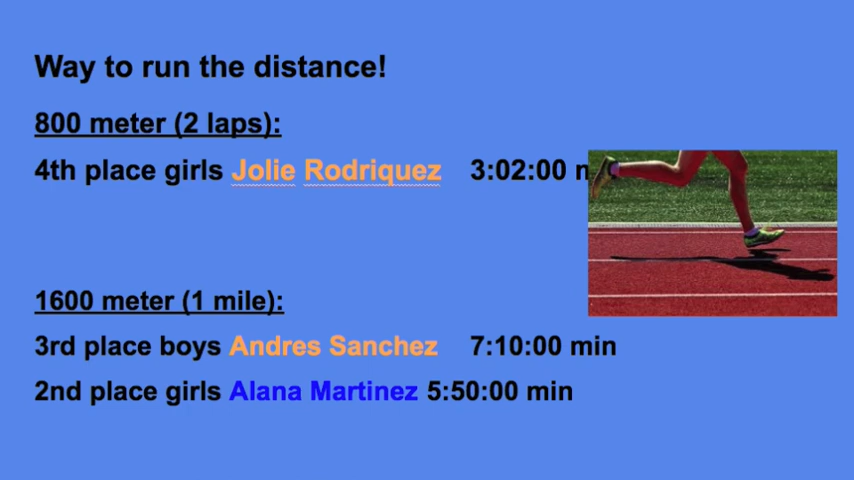 Way to run the distance!
800 meter (2 laps):
4th place girls Jolie Rodriquez 3:02:00
1600 meter (1 mile):
3rd place boys Andres Sanchez 7:10:00 min
2nd place girls Alana Martinez 5:50:00 min